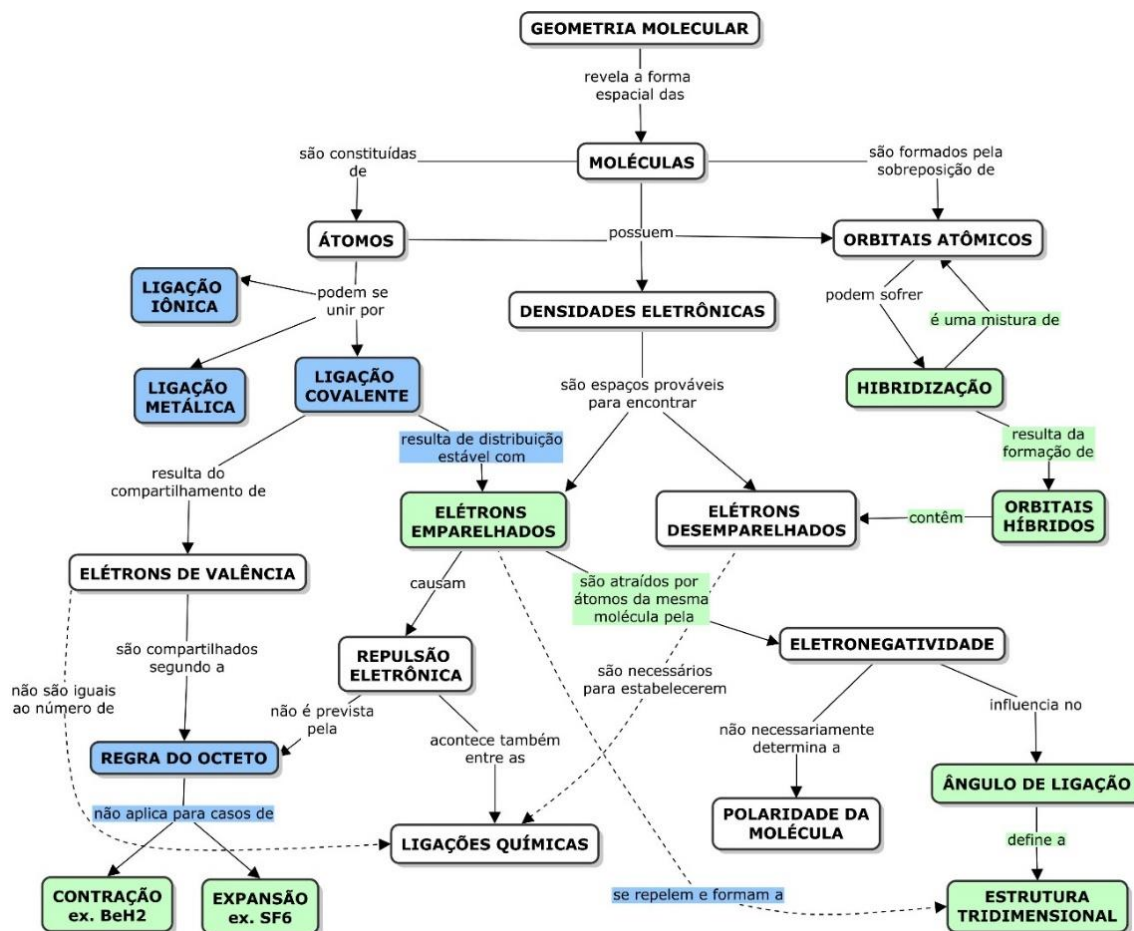 GEOMETRIA MOLECULAR
revela a forma
espacial das
MOLÉCULAS
são constituídas
de
são formados pela
sobreposição de
ÁTOMOS
possuem
ORBITAIS ATÔMICOS
LIGAÇÃO
IÔNICA
podem se
unir por
DENSIDADES ELETRÔNICAS
podem sofrer
é uma mistura de
LIGAÇÃO
METÁLICA
LIGAÇÃO
COVALENTE
são espaços prováveis
para encontrar
HIBRIDIZAÇÃO
resulta de distribuição
estável com
resulta da
formação de
resulta do
compartilhamento de
ELÉTRONS
EMPARELHADOS
ELÉTRONS
DESEMPARELHADOS
contêm
ORBITAIS
HÍBRIDOS
ELÉTRONS DE VALÊNCIA
causam
são atraídos por
átomos da mesma
molécula pela
são compartilhados
segundo a
REPULSÃO
ELETRÔNICA
ELETRONEGATIVIDADE
são necessários
para estabelecerem
não são iguais
ao número de
não é prevista
pela
influencia no
não necessariamente
determina a
acontece também
entre as
REGRA DO OCTETO
ÂNGULO DE LIGAÇÃO
não aplica para casos de
POLARIDADE DA
MOLÉCULA
LIGAÇÕES QUÍMICAS
define a
CONTRAÇÃO
ex. BeH2
EXPANSÃO
ex. SF6
se repelem e formam a
ESTRUTURA
TRIDIMENSIONAL